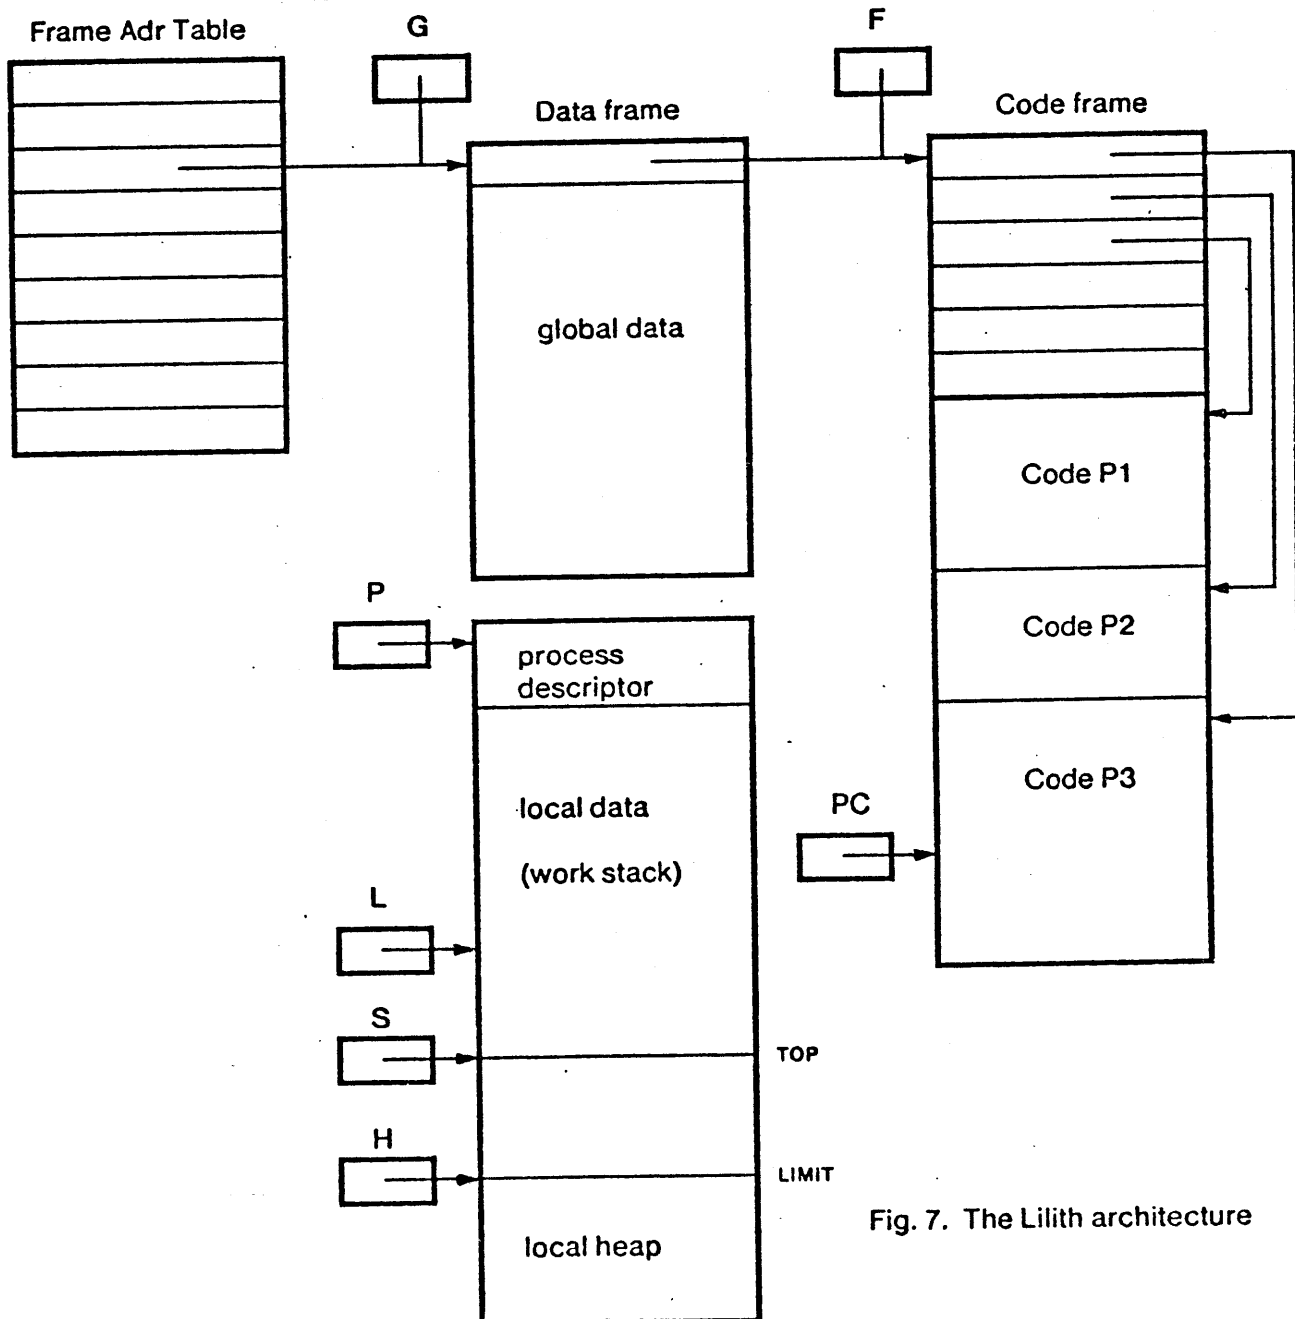 Frame Adr Table
G
F
Data frame
Code frame
global data
Code P1
P
process
descriptor
Code P2
local data
(work stack)
Code P3
PC
L
S
TOP
H
LIMIT
local heap
Fig. 7. The Lilith architecture